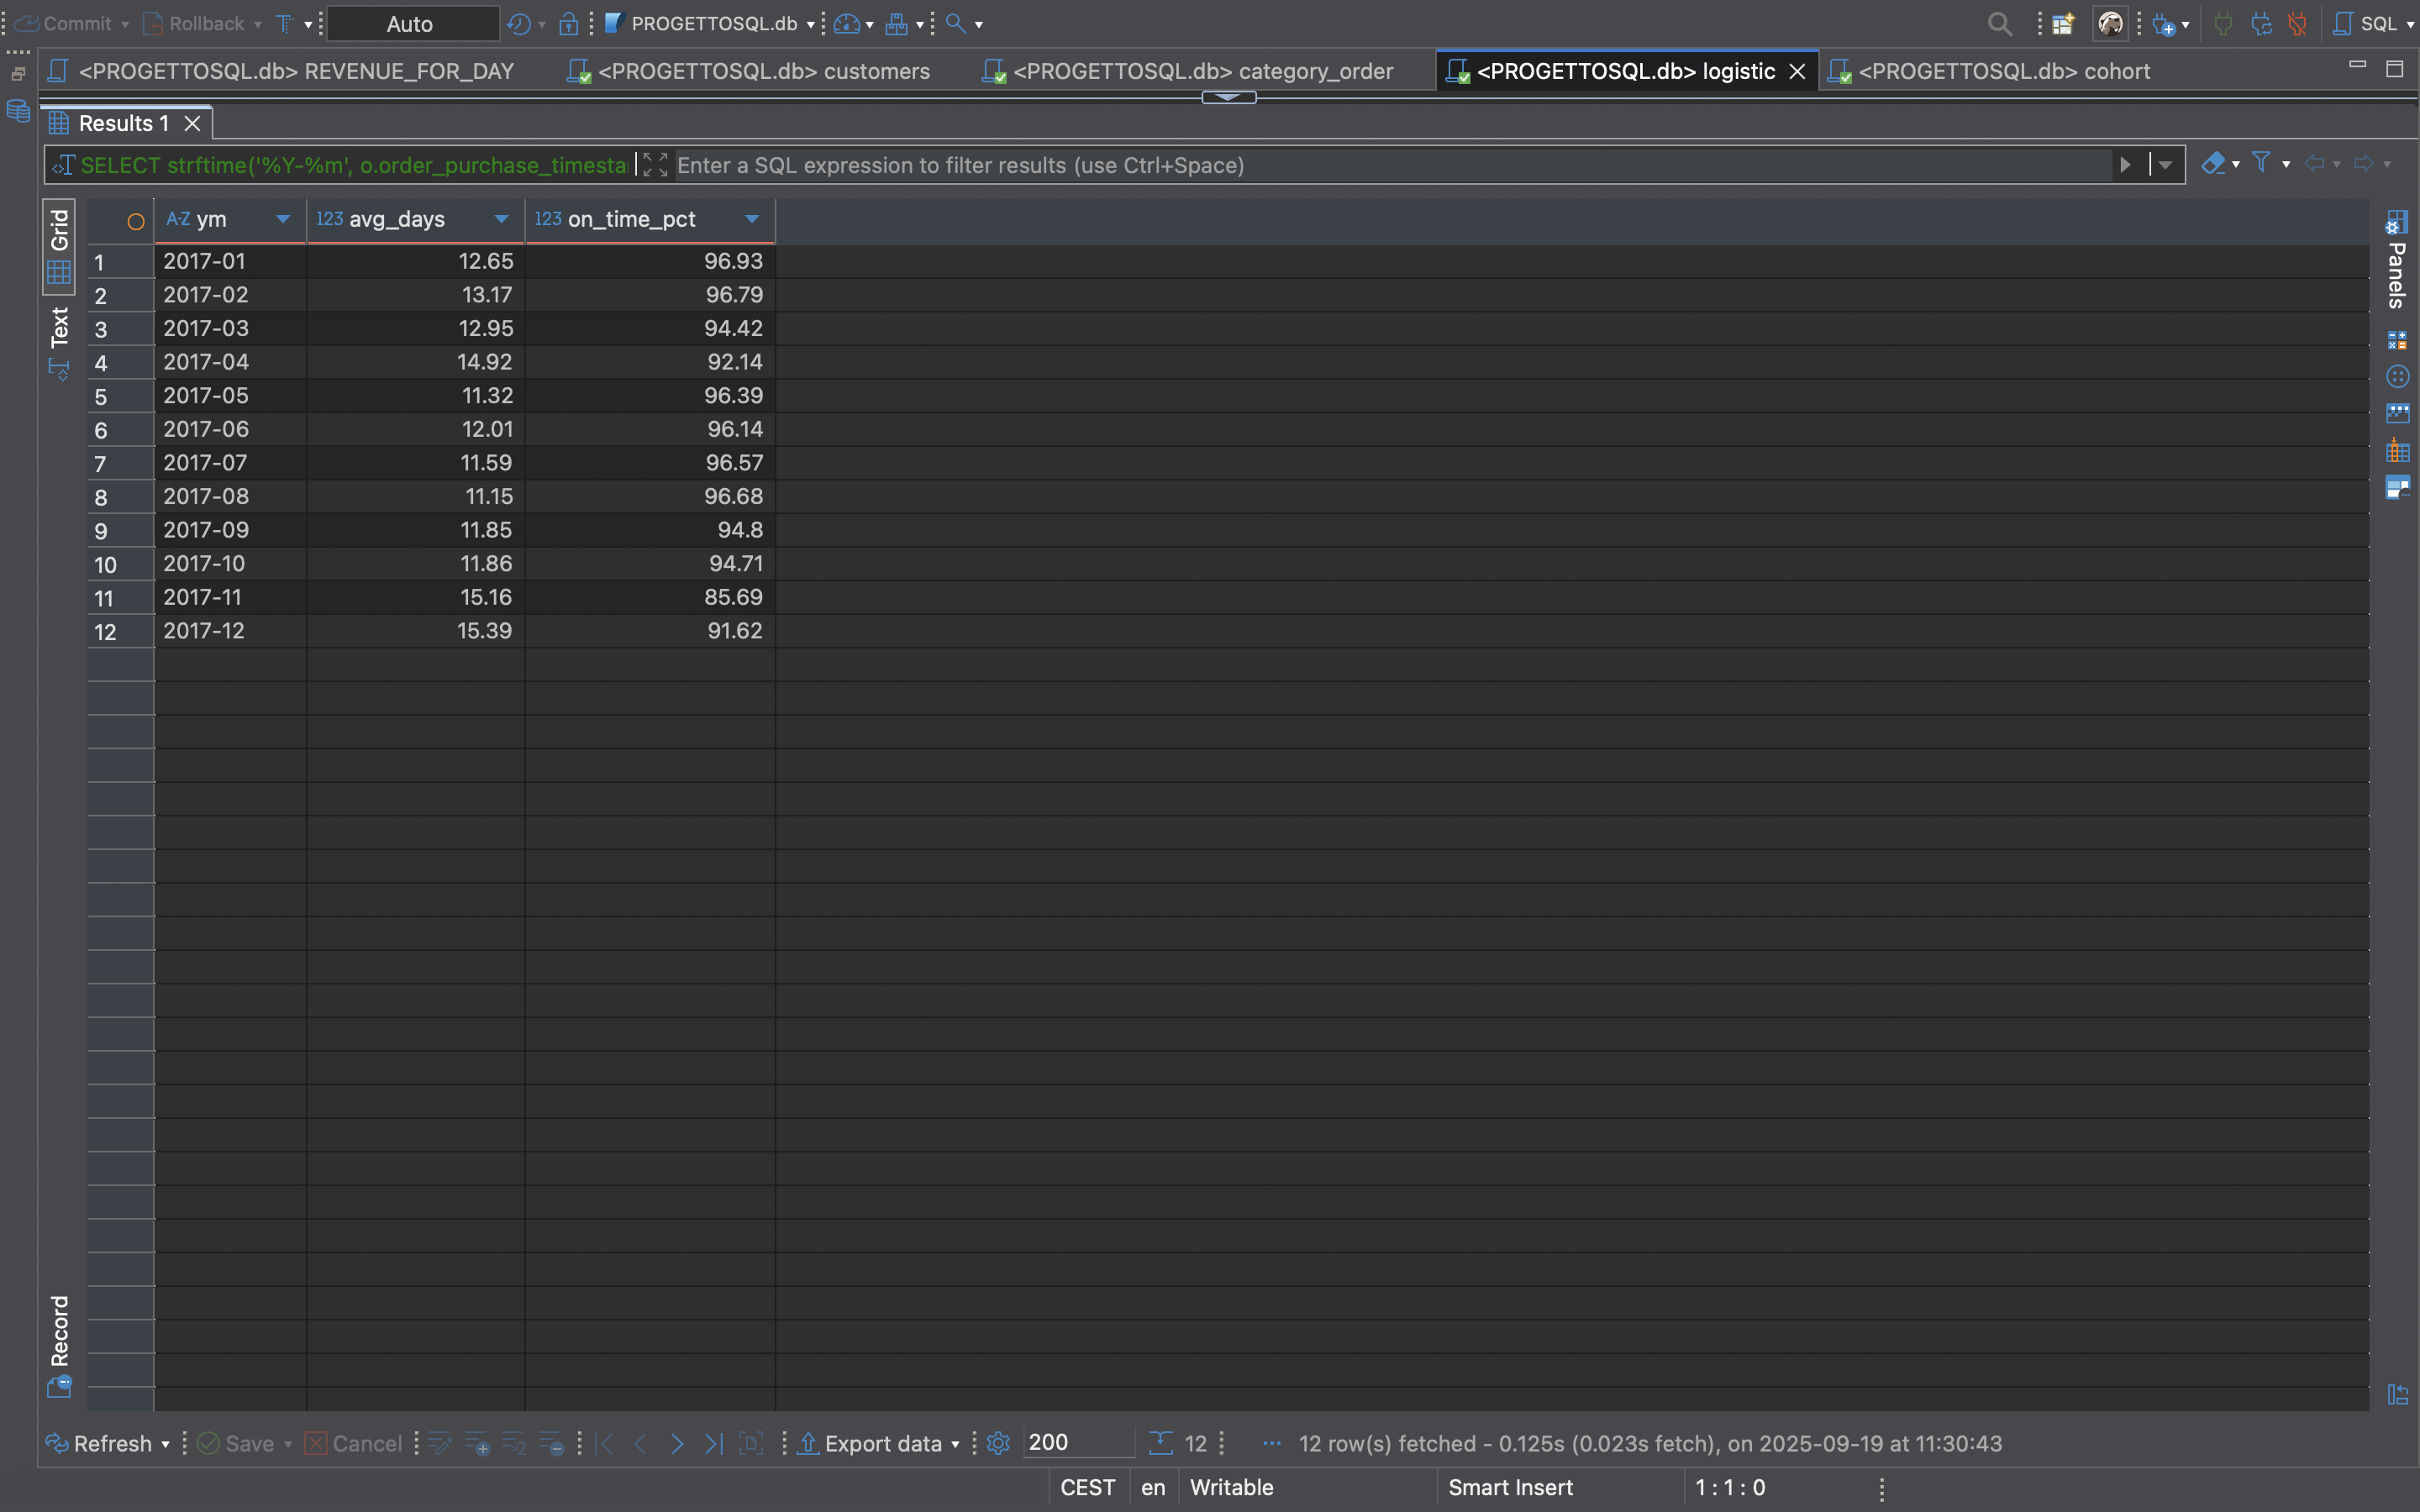 Commit Rollback Auto PROGETTOSQL.db SQL
<PROGETTOSQL.db> REVENUE_FOR_DAY <PROGETTOSQL.db> customers <PROGETTOSQL.db> category_order <PROGETTOSQL.db> logistic <PROGETTOSQL.db> cohort
Results 1
SELECT strftime('%Y-%m', o.order_purchase_timesta Enter a SQL expression to filter results (use Ctrl+Space)
Grid
Text
Record
Panels
A-Z ym 123 avg_days 123 on_time_pct
1 2017-01 12.65 96.93
2 2017-02 13.17 96.79
3 2017-03 12.95 94.42
4 2017-04 14.92 92.14
5 2017-05 11.32 96.39
6 2017-06 12.01 96.14
7 2017-07 11.59 96.57
8 2017-08 11.15 96.68
9 2017-09 11.85 94.8
10 2017-10 11.86 94.71
11 2017-11 15.16 85.69
12 2017-12 15.39 91.62
Refresh Save Cancel Export data 200 12 ... 12 row(s) fetched - 0.125s (0.023s fetch), on 2025-09-19 at 11:30:43
CEST en Writable Smart Insert 1 : 1 : 0